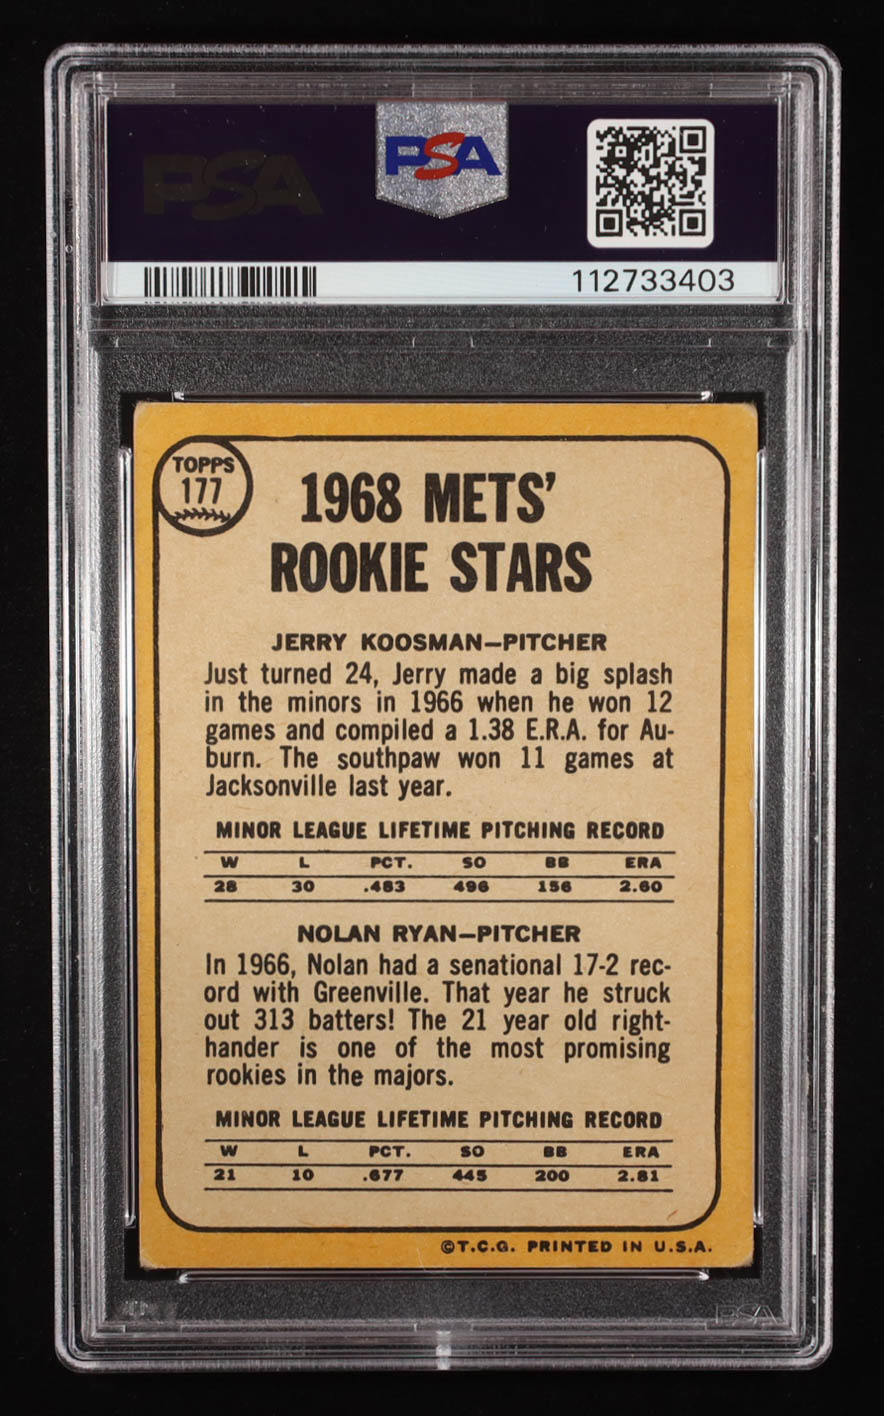 PSA
PSA
112733403
TOPPS
177
1968 METS'
ROOKIE STARS
JERRY KOOSMAN—PITCHER
Just turned 24, Jerry made a big splash
in the minors in 1966 when he won 12
games and compiled a 1.38 E.R.A. for Au-
burn. The southpaw won 11 games at
Jacksonville last year.
MINOR LEAGUE LIFETIME PITCHING RECORD
W L PCT. SO BB ERA
28 30 .483 496 156 2.60
NOLAN RYAN—PITCHER
In 1966, Nolan had a senational 17-2 rec-
ord with Greenville. That year he struck
out 313 batters! The 21 year old right-
hander is one of the most promising
rookies in the majors.
MINOR LEAGUE LIFETIME PITCHING RECORD
W L PCT. SO BB ERA
21 10 .677 445 200 2.81
©T.C.G. PRINTED IN U.S.A.
PSA